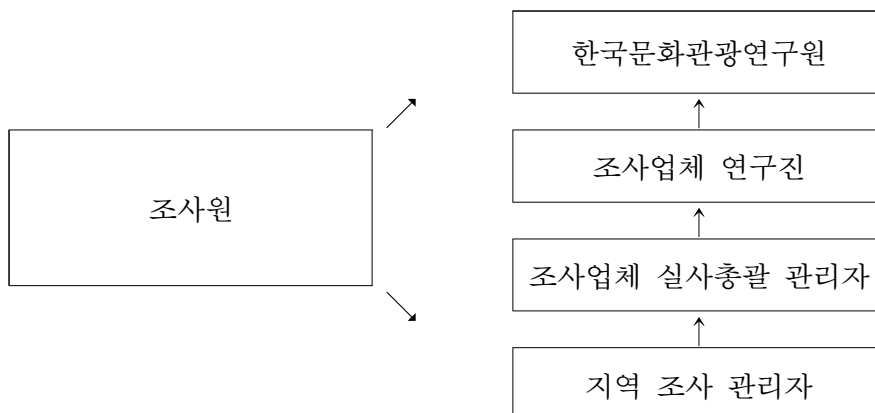 한국문화관광연구원
조사업체 연구진
조사원
조사업체 실사총괄 관리자
지역 조사 관리자